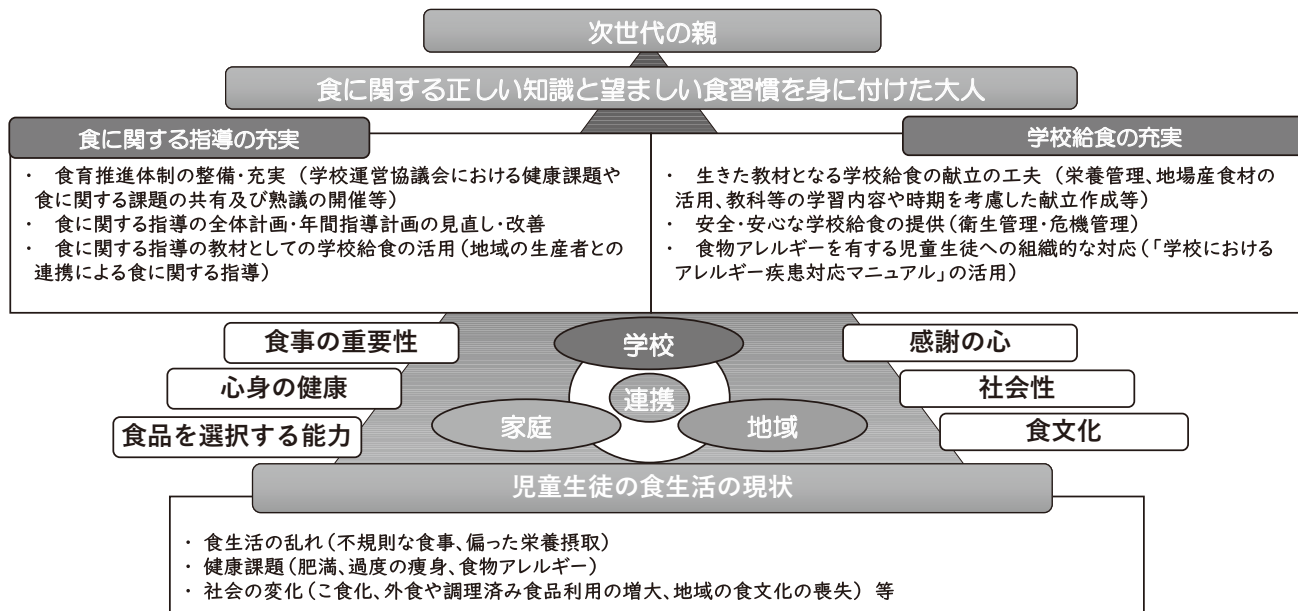 次世代の親
食に関する正しい知識と望ましい食習慣を身に付けた大人
食に関する指導の充実
・ 食育推進体制の整備・充実（学校運営協議会における健康課題や
食に関する課題の共有及び熟議の開催等）
・ 食に関する指導の全体計画・年間指導計画の見直し・改善
・ 食に関する指導の教材としての学校給食の活用（地域の生産者との
連携による食に関する指導）
学校給食の充実
・ 生きた教材となる学校給食の献立の工夫（栄養管理、地場産食材の
活用、教科等の学習内容や時期を考慮した献立作成等）
・ 安全・安心な学校給食の提供（衛生管理・危機管理）
・ 食物アレルギーを有する児童生徒への組織的な対応（「学校における
アレルギー疾患対応マニュアル」の活用）
食事の重要性
心身の健康
食品を選択する能力
学校
連携
家庭
地域
感謝の心
社会性
食文化
児童生徒の食生活の現状
・ 食生活の乱れ（不規則な食事、偏った栄養摂取）
・ 健康課題（肥満、過度の痩身、食物アレルギー）
・ 社会の変化（こ食化、外食や調理済み食品利用の増大、地域の食文化の喪失） 等